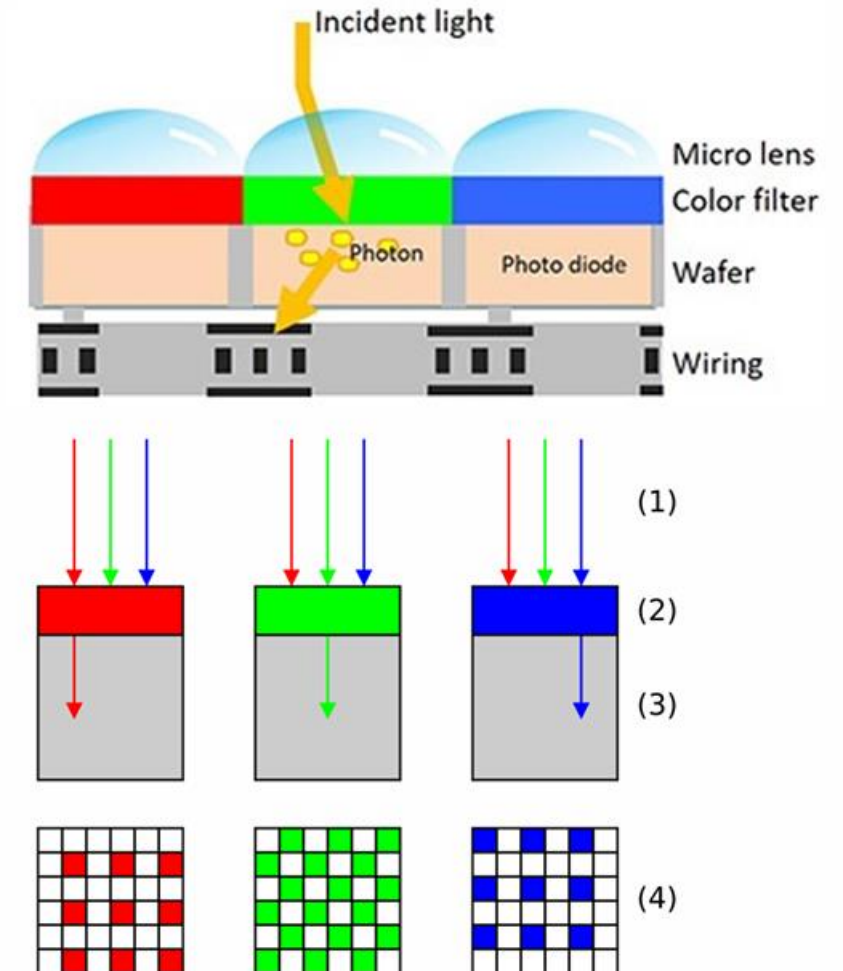 Incident light
Micro lens
Color filter
Photon
Photo diode
Wafer
Wiring
(1)
(2)
(3)
(4)